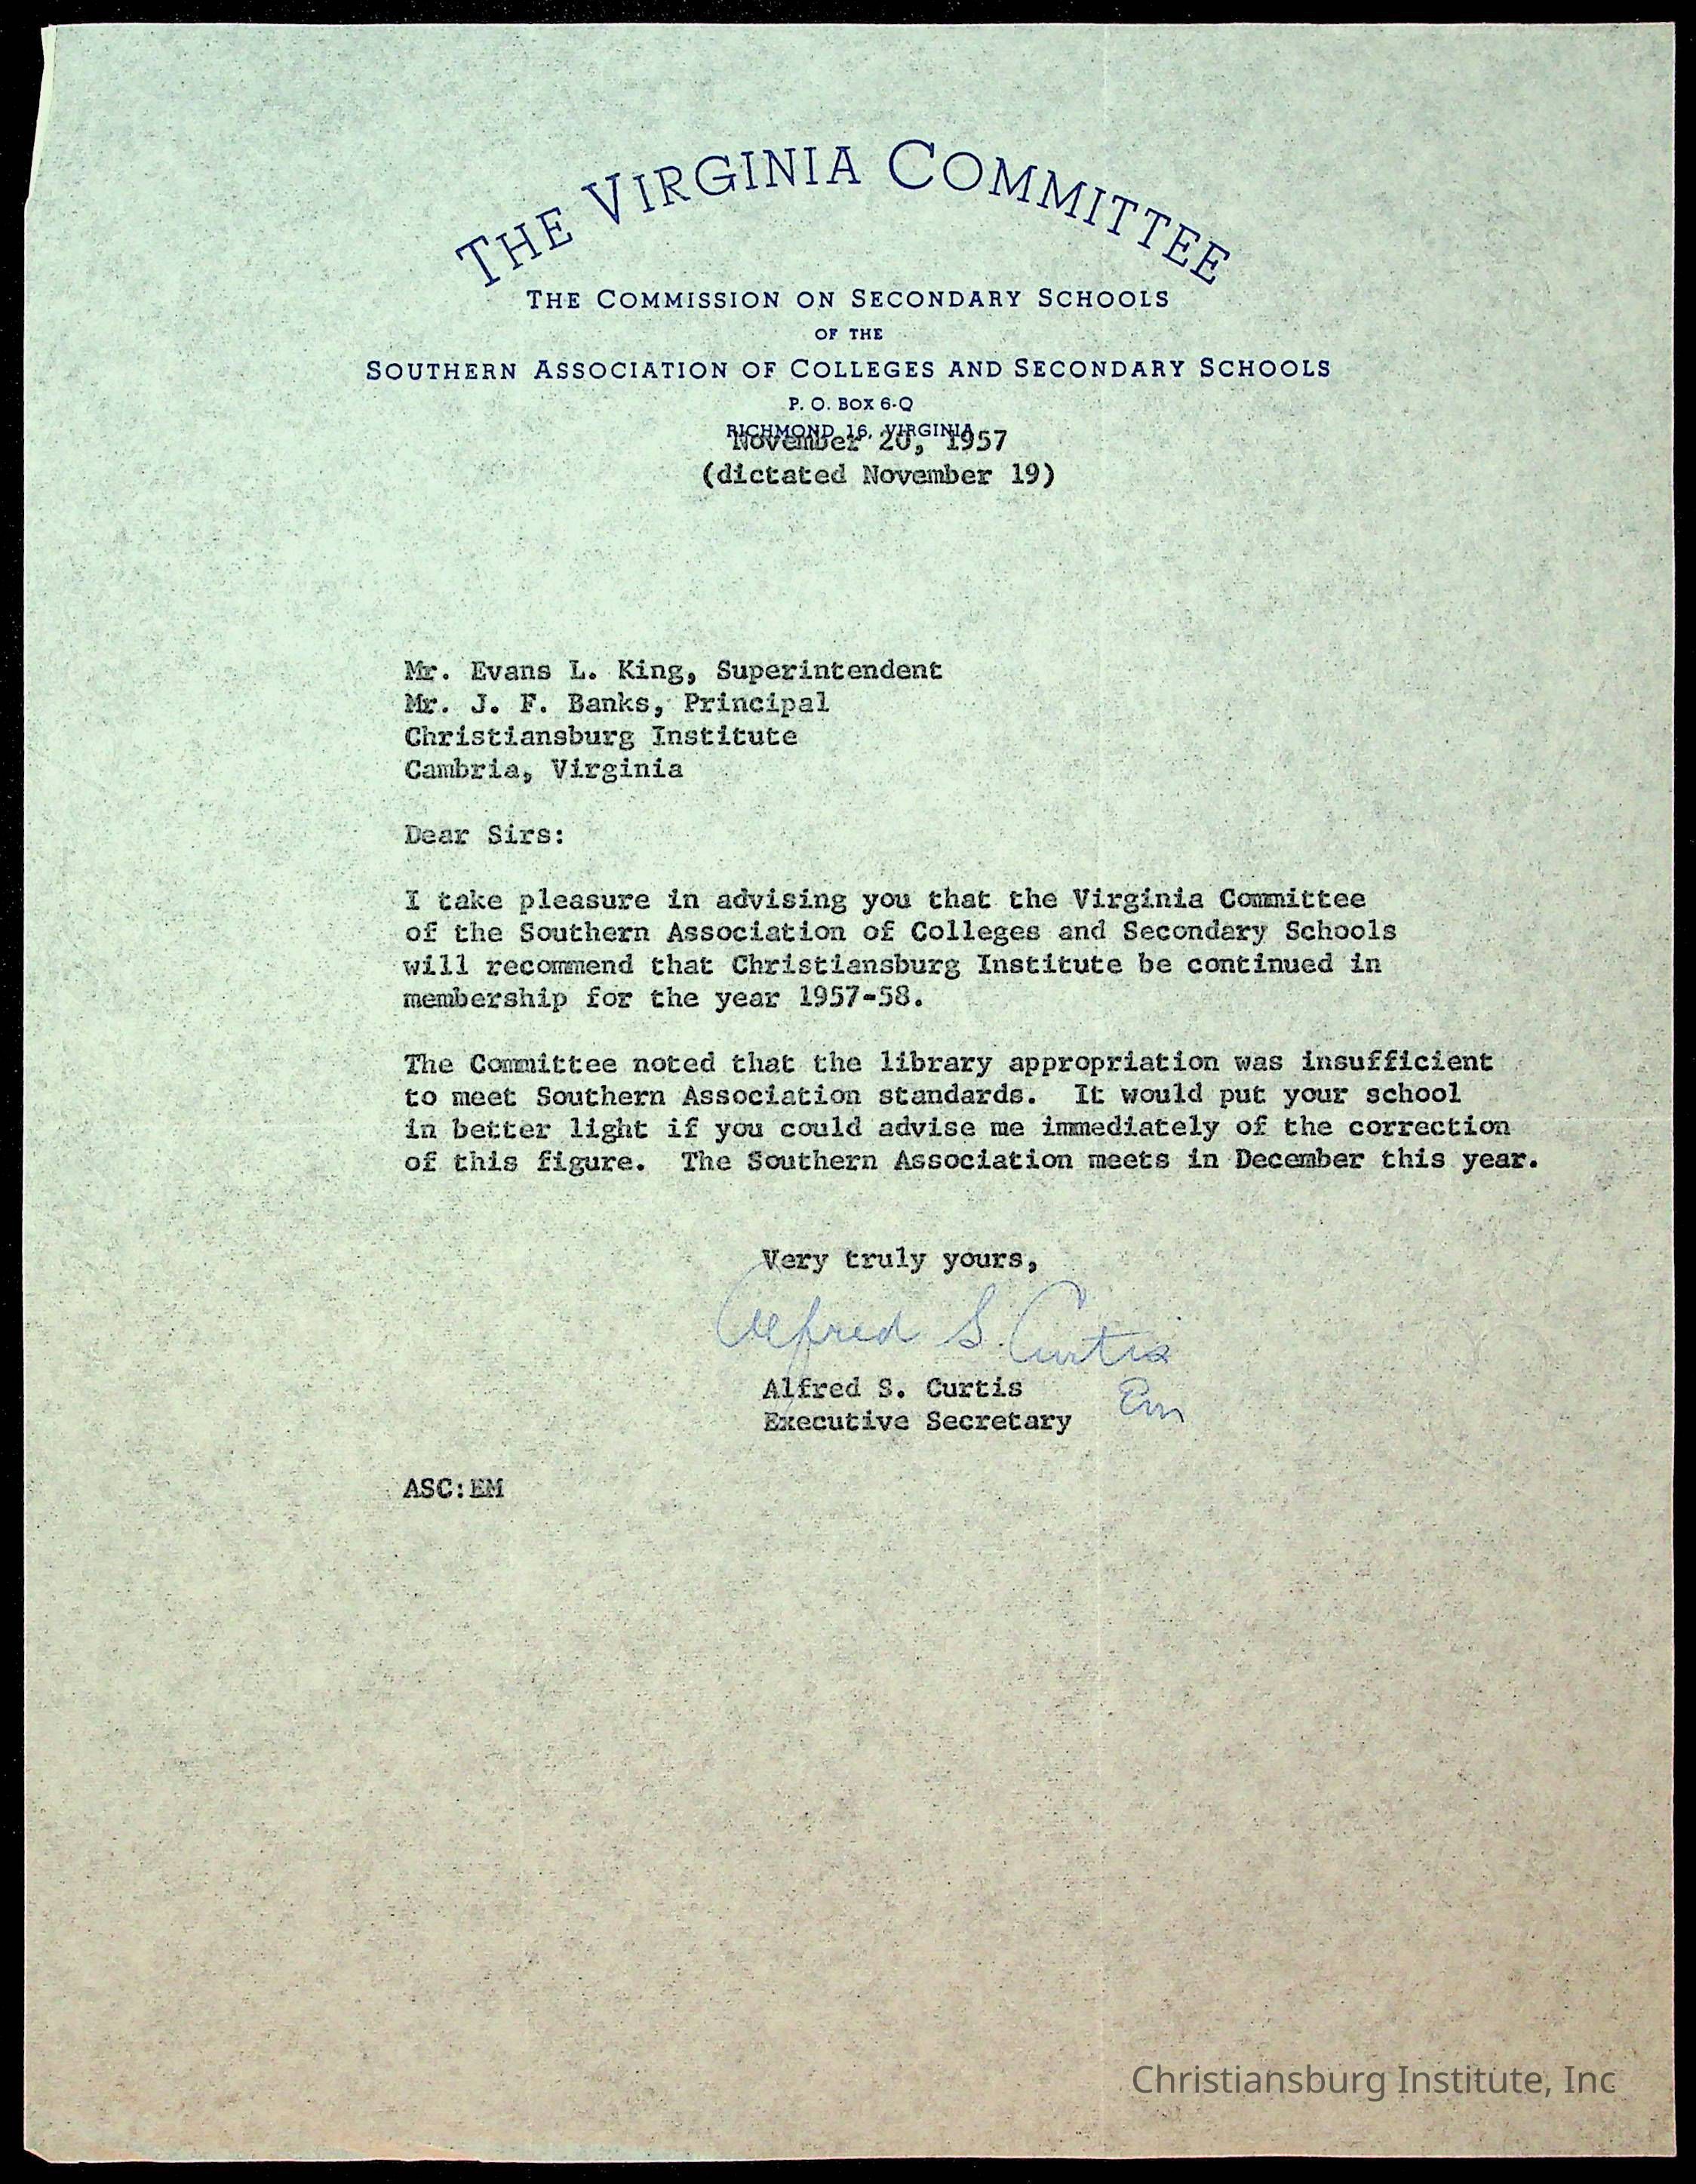 THE VIRGINIA COMMITTEE
THE COMMISSION ON SECONDARY SCHOOLS
OF THE
SOUTHERN ASSOCIATION OF COLLEGES AND SECONDARY SCHOOLS
P. O. BOX 6-Q
RICHMOND 16, VIRGINIA
November 20, 1957
(dictated November 19)
Mr. Evans L. King, Superintendent
Mr. J. F. Banks, Principal
Christiansburg Institute
Cambria, Virginia
Dear Sirs:
I take pleasure in advising you that the Virginia Committee
of the Southern Association of Colleges and Secondary Schools
will recommend that Christiansburg Institute be continued in
membership for the year 1957-58.
The Committee noted that the library appropriation was insufficient
to meet Southern Association standards.  It would put your school
in better light if you could advise me immediately of the correction
of this figure.  The Southern Association meets in December this year.
Very truly yours,
Alfred S. Curtis
Em
Alfred S. Curtis
Executive Secretary
ASC:EM
Christiansburg Institute, Inc